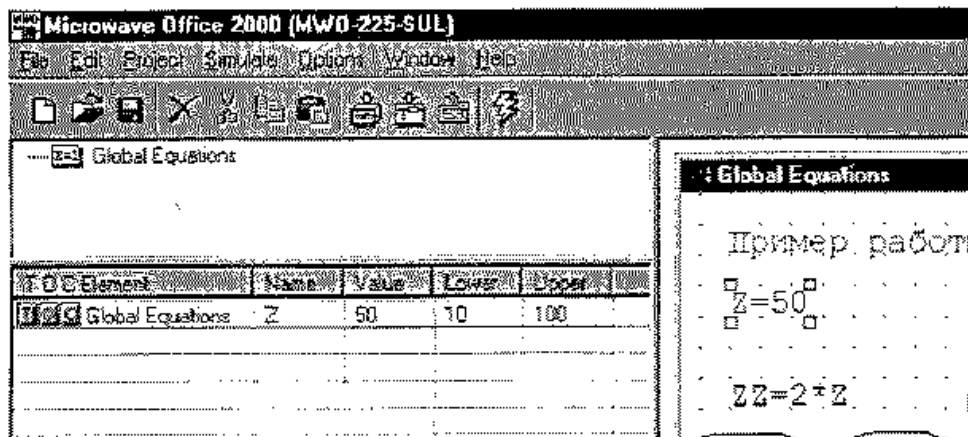 Microwave Office 2000 (MWO-225-SUL)
File Edit Project Simulate Options Window Help
Global Equations
Global Equations
Пример работ
Z=50
ZZ=2*Z
T O C Element Name Value Lower Upper
T O C Global Equations Z 50 10 100